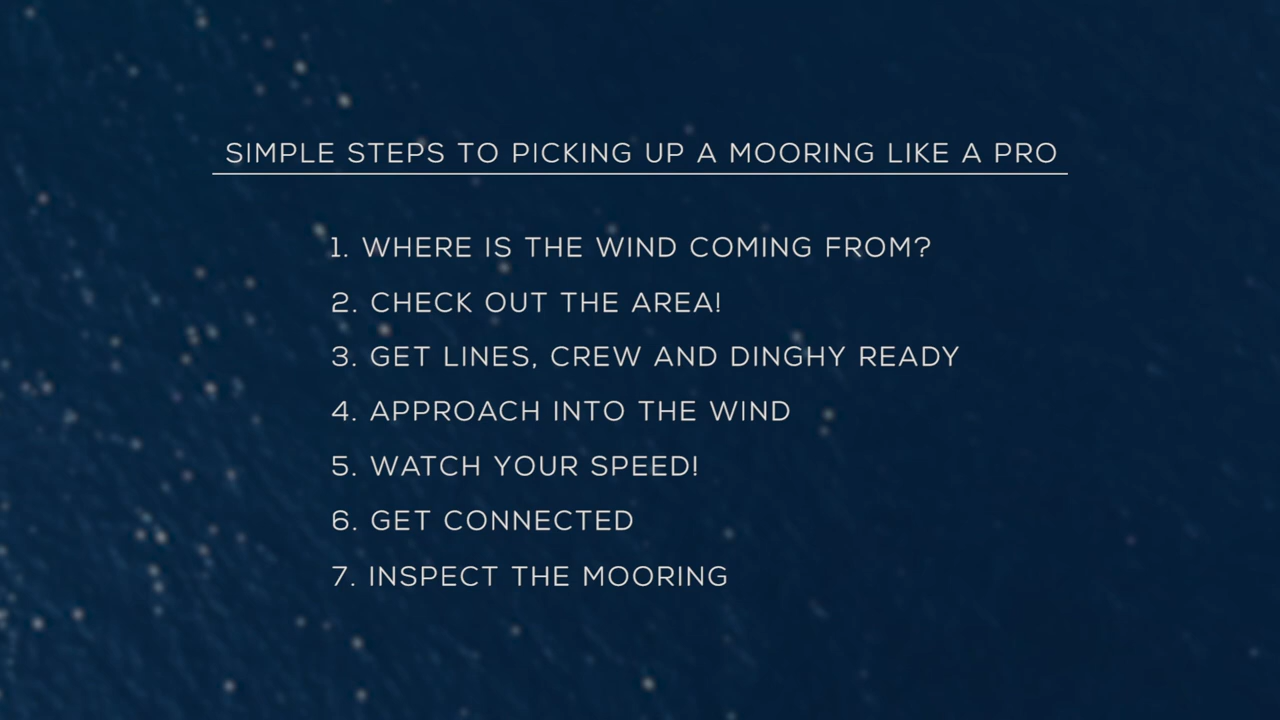 SIMPLE STEPS TO PICKING UP A MOORING LIKE A PRO
1. WHERE IS THE WIND COMING FROM?
2. CHECK OUT THE AREA!
3. GET LINES, CREW AND DINGHY READY
4. APPROACH INTO THE WIND
5. WATCH YOUR SPEED!
6. GET CONNECTED
7. INSPECT THE MOORING